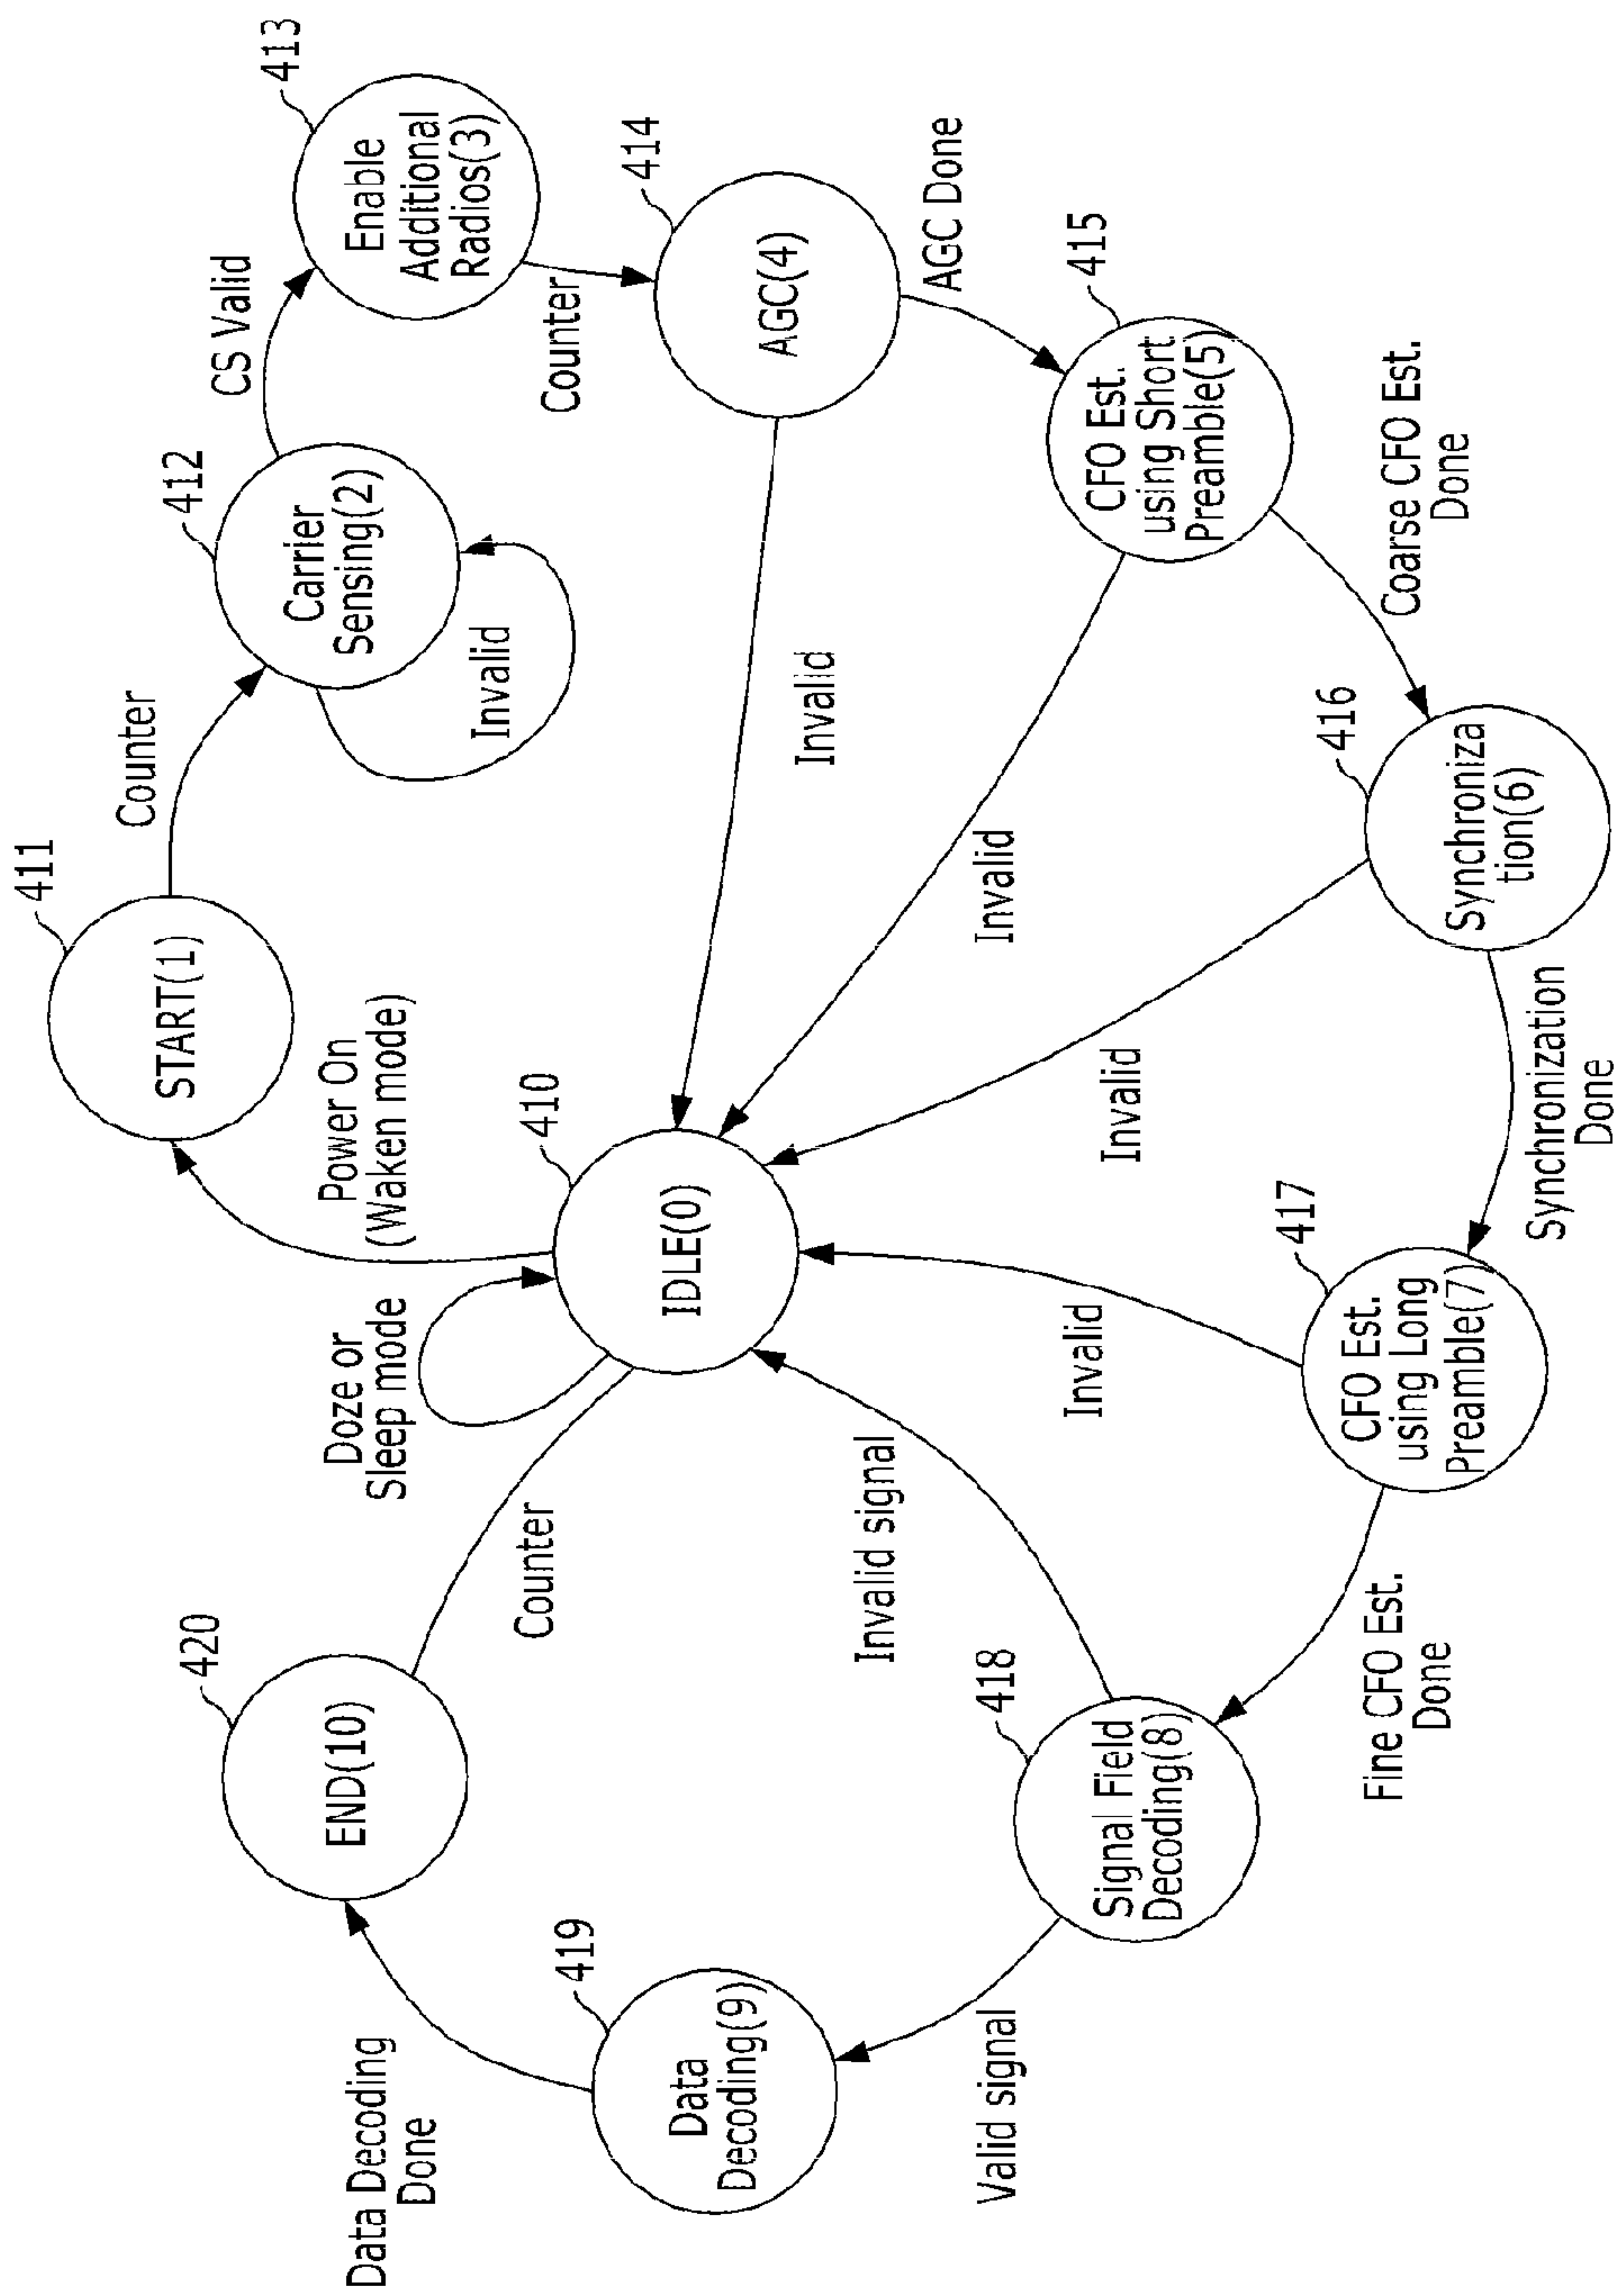 413
Enable
Additional
Radios(3)
CS Valid
412
Carrier
Sensing(2)
Invalid
Counter
411
START(1)
Power On
(Waken mode)
Counter
414
AGC(4)
AGC Done
Invalid
415
CFO Est.
using Short
Preamble(5)
Coarse CFO Est.
Done
Invalid
416
Synchroniza
tion(6)
Invalid
Synchronization
Done
410
IDLE(0)
Doze or
Sleep mode
417
CFO Est.
using Long
Preamble(7)
Invalid
Fine CFO Est.
Done
418
Signal Field
Decoding(8)
Invalid signal
Valid signal
419
Data
Decoding(9)
Data Decoding
Done
420
END(10)
Counter